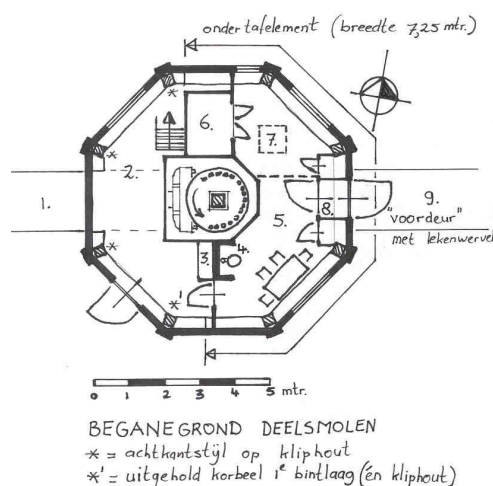 onder tafelement (breedte 7,25 mtr.)
*
6.
7.
*
2.
1.
5.
8.
9.
"voordeur"
met lekenwervel
3.
4.
*
*'
0 1 2 3 4 5 mtr.
BEGANEGROND DEELSMOLEN
* = achtkantstijl op kliphout
*' = uitgehold korbeel 1e bintlaag (én kliphout)